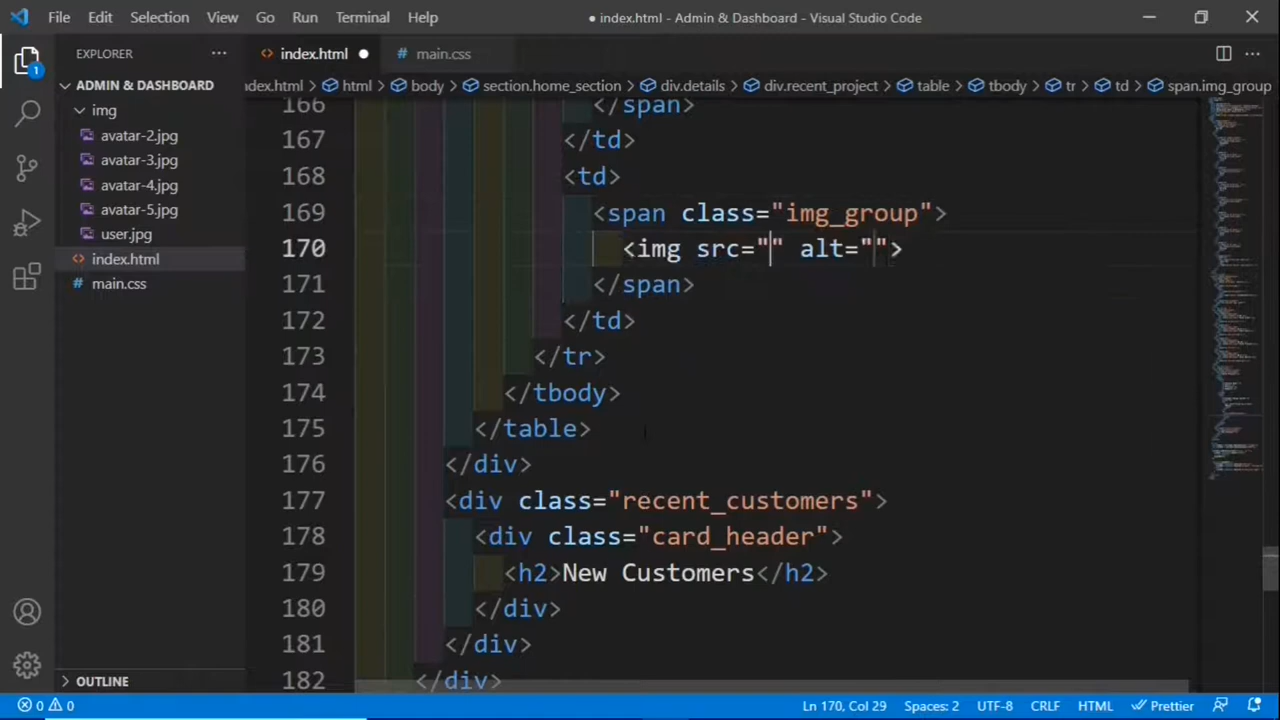 File Edit Selection View Go Run Terminal Help ● index.html - Admin & Dashboard - Visual Studio Code
EXPLORER ··· <> index.html ● # main.css
ADMIN & DASHBOARD
ndex.html > html > body > section.home_section > div.details > div.recent_project > table > tbody > tr > td > span.img_group
img
avatar-2.jpg
avatar-3.jpg
avatar-4.jpg
avatar-5.jpg
user.jpg
<> index.html
# main.css
OUTLINE
1
166 </span>
167 </td>
168 <td>
169 <span class="img_group">
170 <img src="" alt="">
171 </span>
172 </td>
173 </tr>
174 </tbody>
175 </table>
176 </div>
177 <div class="recent_customers">
178 <div class="card_header">
179 <h2>New Customers</h2>
180 </div>
181 </div>
182 </div>
0 0 Ln 170, Col 29 Spaces: 2 UTF-8 CRLF HTML Prettier